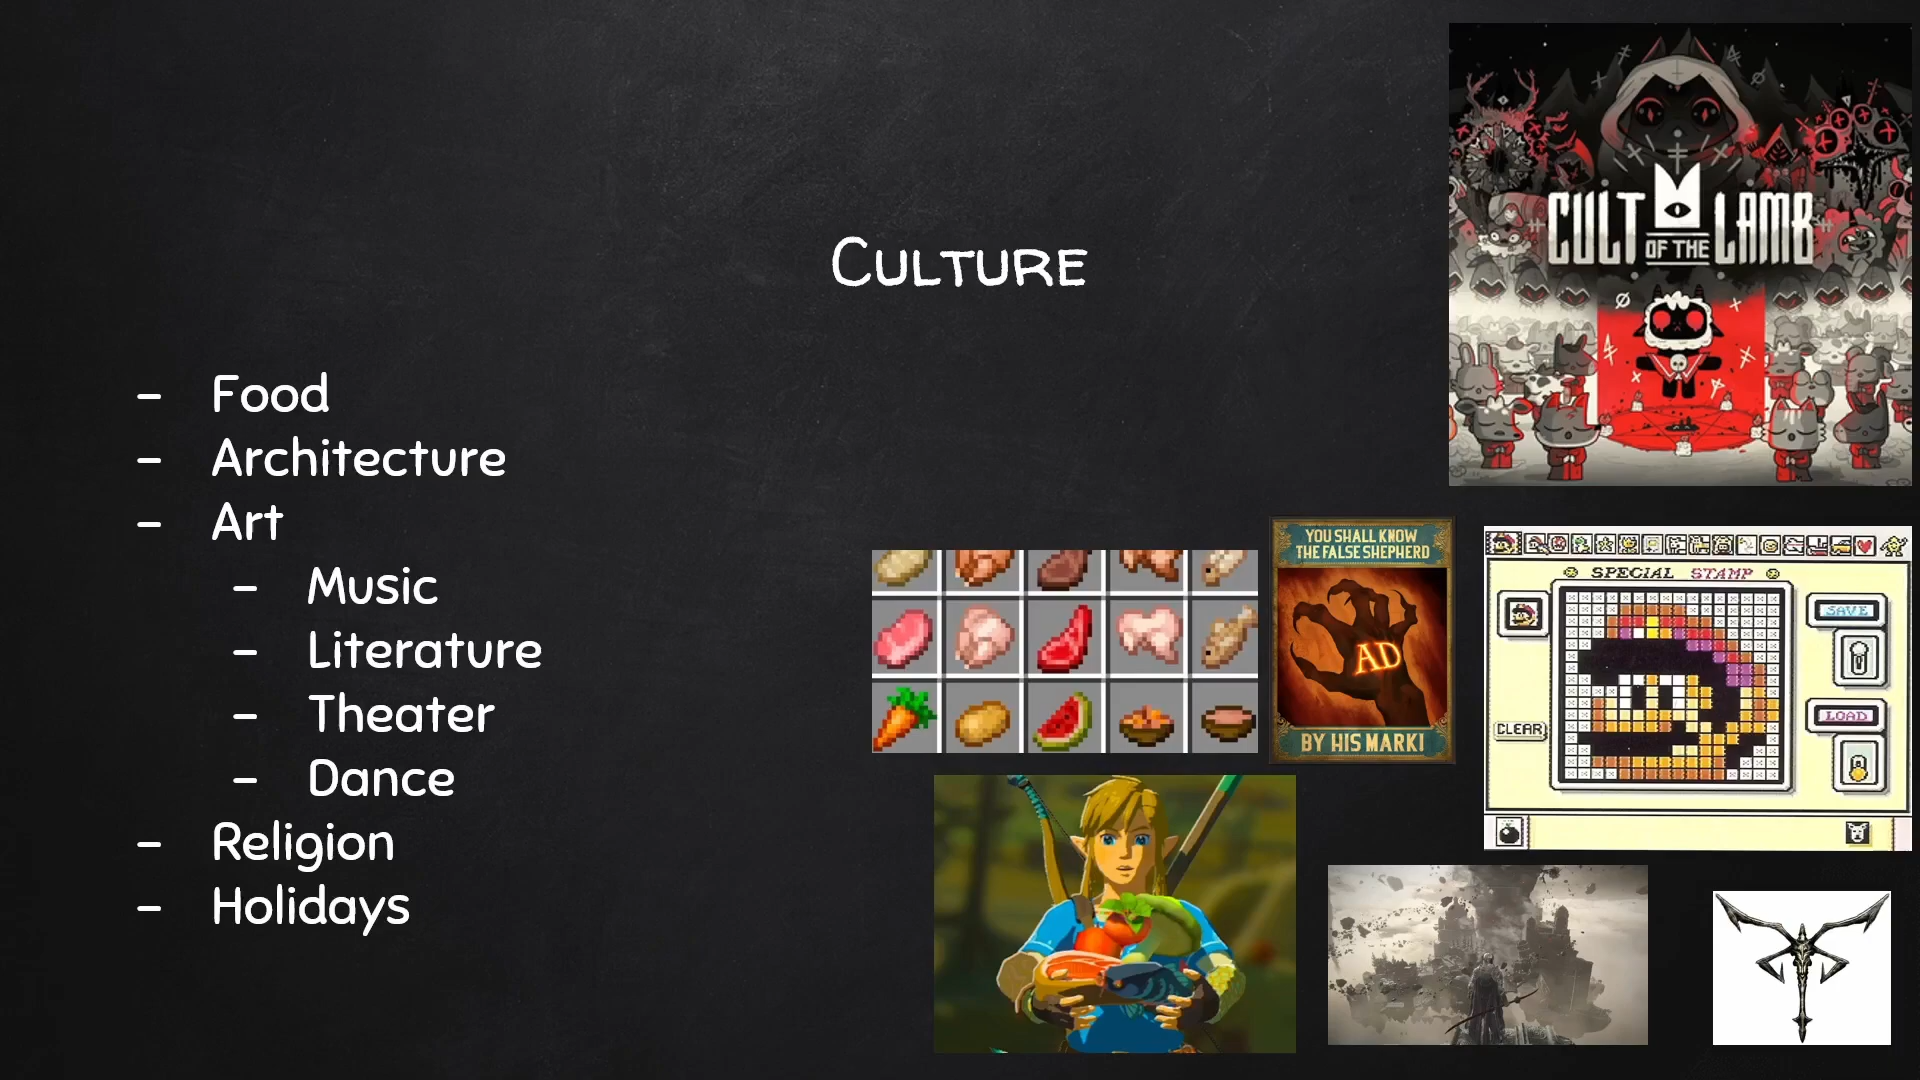 CULTURE
- Food
- Architecture
- Art
- Music
- Literature
- Theater
- Dance
- Religion
- Holidays
CULT OF THE LAMB
YOU SHALL KNOW
THE FALSE SHEPHERD
AD
BY HIS MARK!
SPECIAL STAMP
SAVE
LOAD
CLEAR